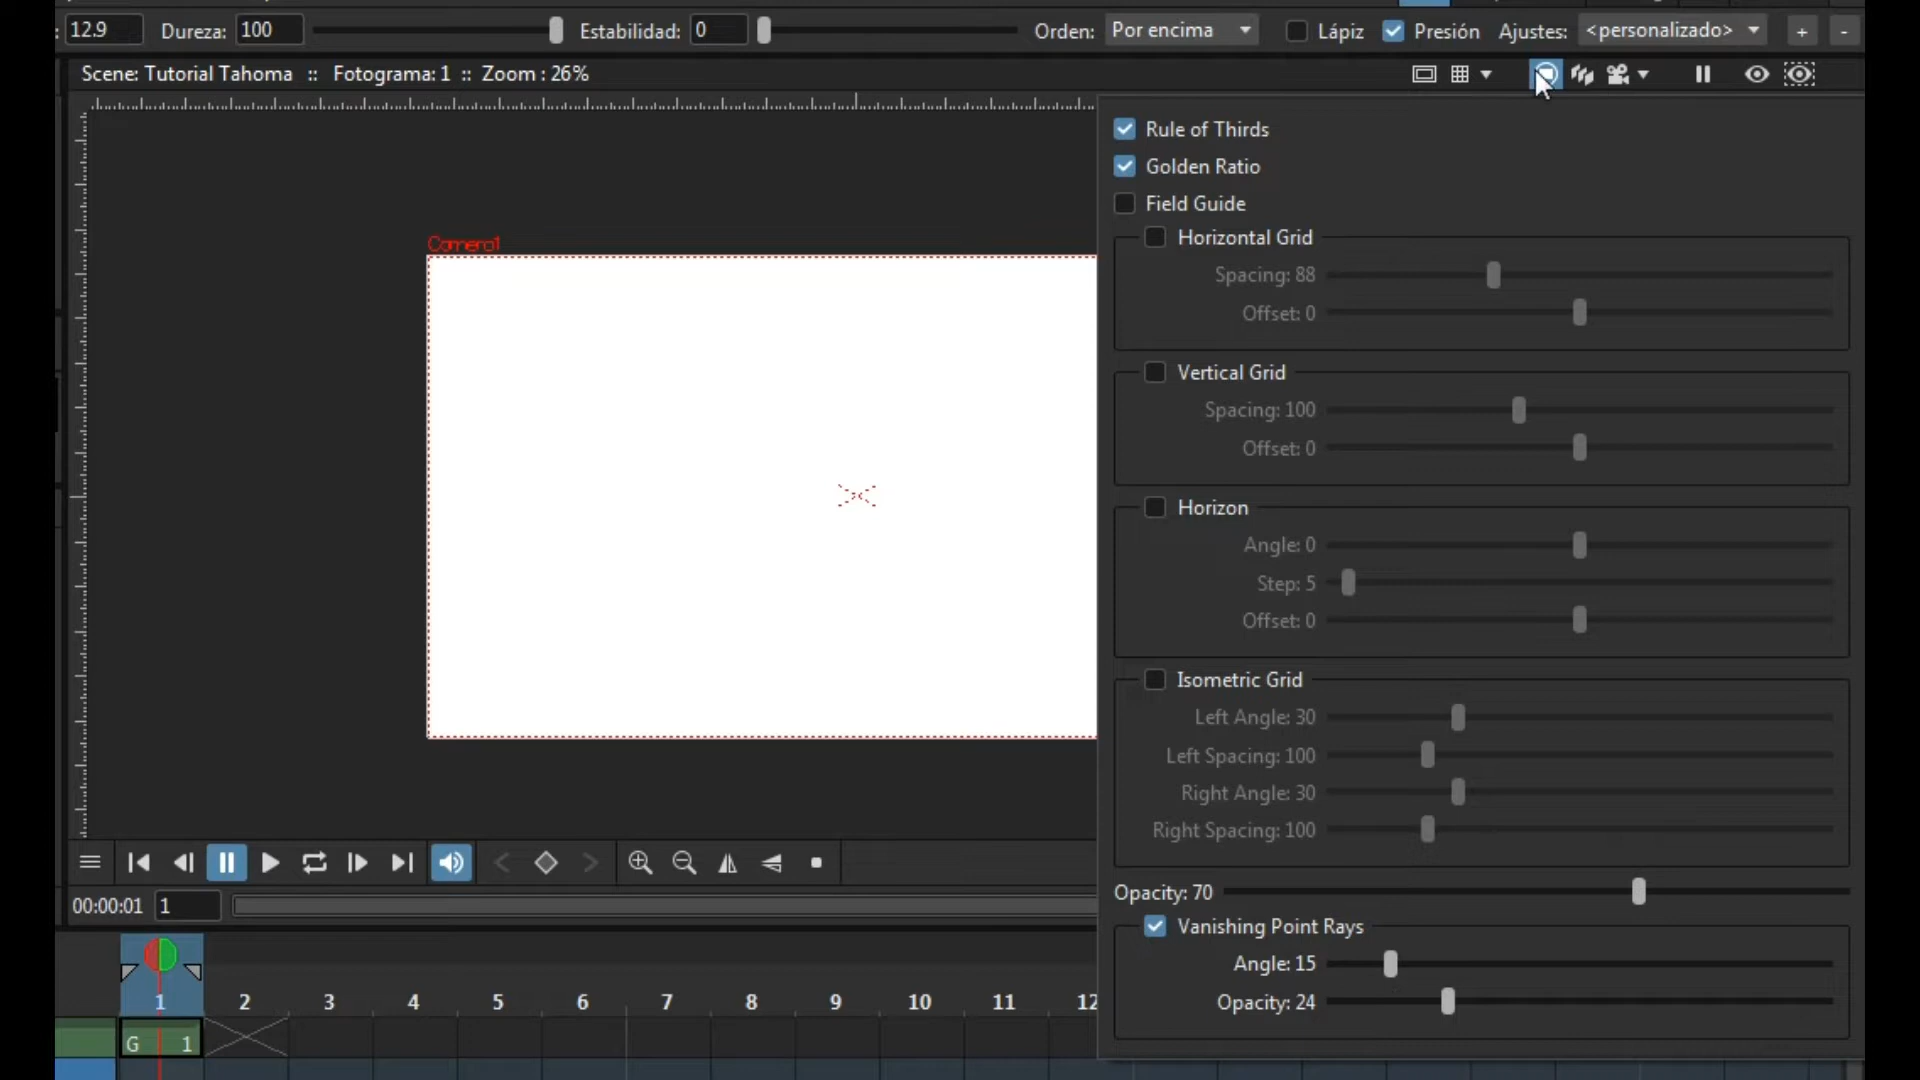 : 12.9 Dureza: 100 Estabilidad: 0 Orden: Por encima Lápiz Presión Ajustes: <personalizado> + -
Scene: Tutorial Tahoma :: Fotograma: 1 :: Zoom : 26%
Rule of Thirds
Golden Ratio
Field Guide
Horizontal Grid
Spacing: 88
Offset: 0
Vertical Grid
Spacing: 100
Offset: 0
Horizon
Angle: 0
Step: 5
Offset: 0
Isometric Grid
Left Angle: 30
Left Spacing: 100
Right Angle: 30
Right Spacing: 100
Opacity: 70
Vanishing Point Rays
Angle: 15
Opacity: 24
Camera1
00:00:01 1
1 2 3 4 5 6 7 8 9 10 11 12
G 1